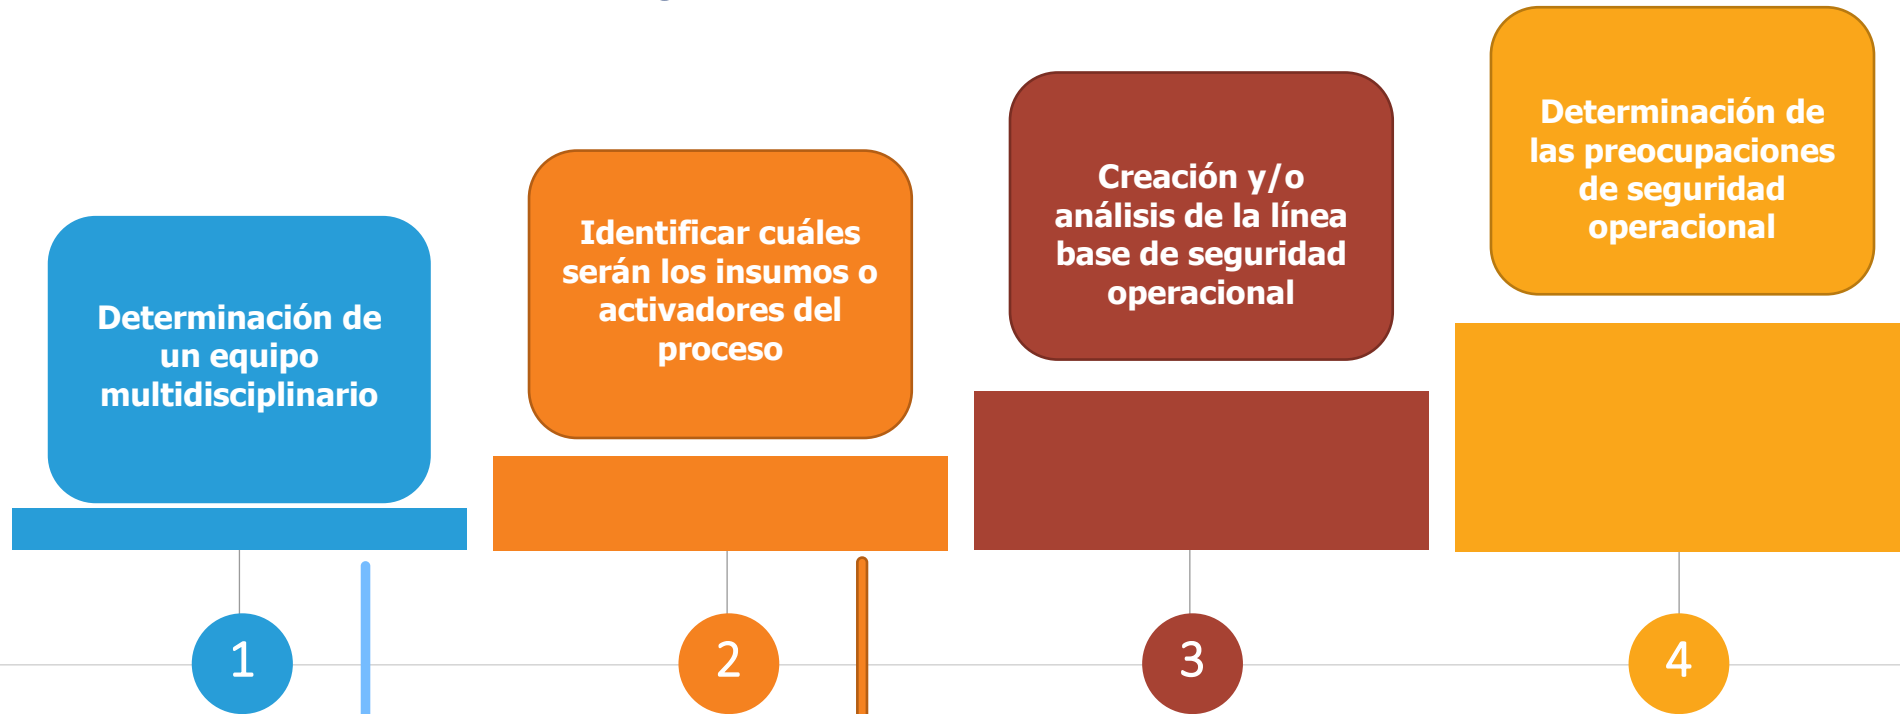 Determinación de
un equipo
multidisciplinario
Identificar cuáles
serán los insumos o
activadores del
proceso
Creación y/o
análisis de la línea
base de seguridad
operacional
Determinación de
las preocupaciones
de seguridad
operacional
1
2
3
4